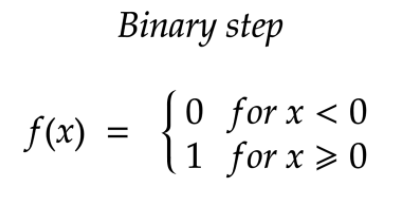 Binary step
f(x) = { 0 for x < 0
1 for x ⩾ 0